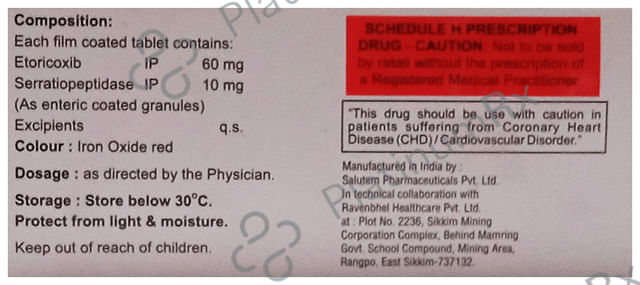 Composition:
Each film coated tablet contains:
Etoricoxib IP 60 mg
Serratiopeptidase IP 10 mg
(As enteric coated granules)
Excipients q.s.
Colour : Iron Oxide red
Dosage : as directed by the Physician.
Storage : Store below 30°C.
Protect from light & moisture.
Keep out of reach of children.
SCHEDULE H PRESCRIPTION
DRUG - CAUTION: Not to be sold
by retail without the prescription of
a Registered Medical Practitioner.
"This drug should be use with caution in
patients suffering from Coronary Heart
Disease (CHD) / Cardiovascular Disorder."
Manufactured in India by :
Salutem Pharmaceuticals Pvt. Ltd.
In technical collaboration with
Ravenbhel Healthcare Pvt. Ltd.
at : Plot No. 2236, Sikkim Mining
Corporation Complex, Behind Mamring
Govt. School Compound, Mining Area,
Rangpo, East Sikkim-737132.
PlatinumRx